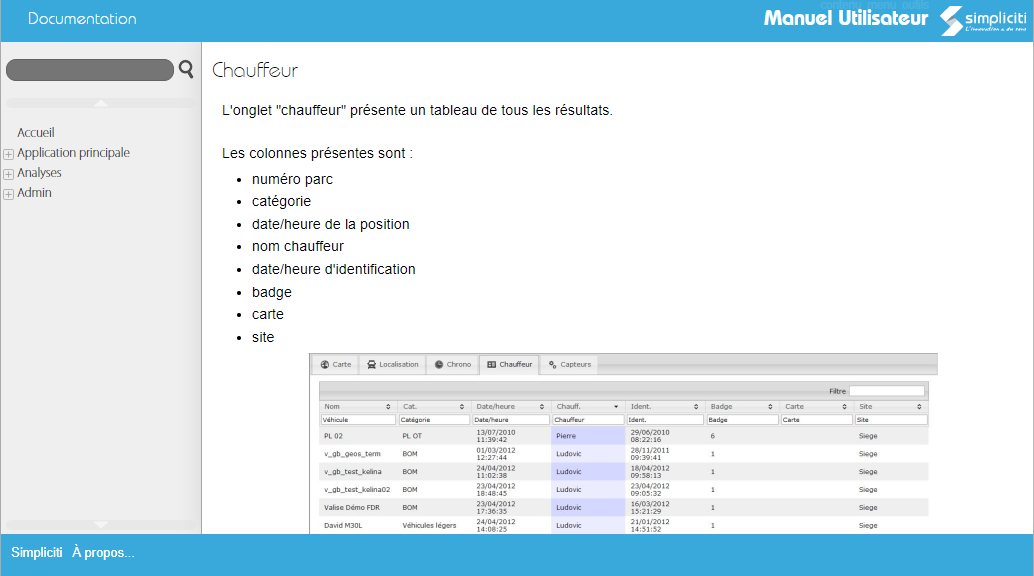 Documentation
contenu menu outils
Manuel Utilisateur
simpliciti
L'innovation a du sens
Chauffeur
L'onglet "chauffeur" présente un tableau de tous les résultats.
Accueil
Application principale
Analyses
Admin
Les colonnes présentes sont :
• numéro parc
• catégorie
• date/heure de la position
• nom chauffeur
• date/heure d'identification
• badge
• carte
• site
Carte Localisation Chrono Chauffeur Capteurs
Filtre
Nom Cat. Date/heure Chauff. Ident. Badge Carte Site
Véhicule Catégorie Date/heure Chauffeur Ident. Badge Carte Site
PL 02 PL OT 13/07/2010 11:39:42 Pierre 29/06/2010 08:22:16 6 Siege
v_gb_geos_term BOM 01/03/2012 12:27:44 Ludovic 28/11/2011 09:39:41 1 Siege
v_gb_test_kelina BOM 24/04/2012 11:02:38 Ludovic 18/04/2012 09:58:13 1 Siege
v_gb_test_kelina02 BOM 23/04/2012 18:48:45 Ludovic 23/04/2012 09:05:32 1 Siege
Valise Démo FDR BOM 23/04/2012 17:36:35 Ludovic 16/03/2012 15:21:29 1 Siege
David M30L Véhicules légers 24/04/2012 14:08:25 Ludovic 21/01/2012 14:51:52 1 Siege
Simpliciti À propos...